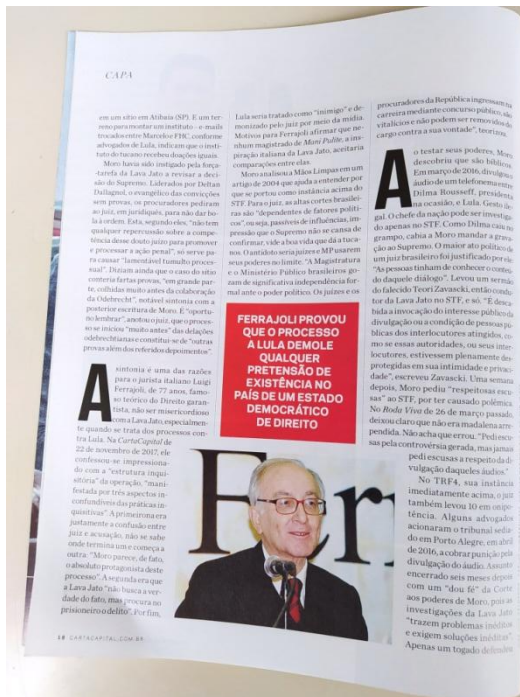 CAPA
em um sítio em Atibaia (SP). E um ter-
reno para montar um instituto – e-mails
trocados entre Marcelo e FHC, conforme
advogados de Lula, indicam que o insti-
tuto do tucano recebeu doações iguais.
Moro havia sido instigado pela força-
-tarefa da Lava Jato a revisar a deci-
são do Supremo. Liderados por Deltan
Dallagnol, o evangélico das convicções
sem provas, os procuradores pediram
ao juiz, em juridiquês, para não dar bo-
la à ordem. Esta, segundo eles, "não tem
qualquer repercussão sobre a compe-
tência desse douto juízo para promover
e processar a ação penal", só serve pa-
ra causar "lamentável tumulto proces-
sual". Diziam ainda que o caso do sítio
continha fartas provas, "em grande par-
te, colhidas muito antes da colaboração
da Odebrecht", notável sintonia com a
posterior escritura de Moro. É "oportu-
no lembrar", anotou o juiz, que o proces-
so se iniciou "muito antes" das delações
odebrechtianas e constitui-se de "outras
provas além dos referidos depoimentos".
A sintonia é uma das razões
para o jurista italiano Luigi
Ferrajoli, de 77 anos, famo-
so teórico do Direito garan-
tista, não ser misericordioso
com a Lava Jato, especialmen-
te quando se trata dos processos con-
tra Lula. Na CartaCapital de
22 de novembro de 2017, ele
confessou-se impressiona-
do com a "estrutura inqui-
sitória" da operação, "mani-
festada por três aspectos in-
confundíveis das práticas in-
quisitivas". A primeira era
justamente a confusão entre
juiz e acusação, não se sabe
onde termina um e começa a
outra: "Moro parece, de fato,
o absoluto protagonista deste
processo". A segunda era que
a Lava Jato "não busca a ver-
dade do fato, mas procura no
prisioneiro o delito". Por fim,
Lula seria tratado como "inimigo" e de-
monizado pelo juiz por meio da mídia.
Motivos para Ferrajoli afirmar que ne-
nhum magistrado de Mani Pulite, a ins-
piração italiana da Lava Jato, aceitaria
comparações entre elas.
Moro analisou a Mãos Limpas em um
artigo de 2004 que ajuda a entender por
que se portou como instância acima do
STF. Para o juiz, as altas cortes brasilei-
ras são "dependentes de fatores políti-
cos", ou seja, passíveis de influências, im-
pressão que o Supremo não se cansa de
confirmar, vide a boa vida que dá a tuca-
nos. O antídoto seria juízes e MP usarem
seus poderes no limite. "A Magistratura
e o Ministério Público brasileiros go-
zam de significativa independência for-
mal ante o poder político. Os juízes e os
FERRAJOLI PROVOU
QUE O PROCESSO
A LULA DEMOLE
QUALQUER
PRETENSÃO DE
EXISTÊNCIA NO
PAÍS DE UM ESTADO
DEMOCRÁTICO
DE DIREITO
procuradores da República ingressam na
carreira mediante concurso público, são
vitalícios e não podem ser removidos do
cargo contra a sua vontade", teorizou.
Ao testar seus poderes, Moro
descobriu que são bíblicos.
Em março de 2016, divulgou o
áudio de um telefonema entre
Dilma Rousseff, presidenta
na ocasião, e Lula. Gesto ile-
gal. O chefe da nação pode ser investiga-
do apenas no STF. Como Dilma caiu no
grampo, cabia a Moro mandar a grava-
ção ao Supremo. O maior ato político de
um juiz brasileiro foi justificado por ele:
"As pessoas tinham de conhecer o conteú-
do daquele diálogo". Levou um sermão
do falecido Teori Zavascki, então condu-
tor da Lava Jato no STF, e só. "É desca-
bida a invocação do interesse público da
divulgação ou a condição de pessoas pú-
blicas dos interlocutores atingidos, co-
mo se essas autoridades, ou seus inter-
locutores, estivessem plenamente des-
protegidas em sua intimidade e privaci-
dade", escreveu Zavascki. Uma semana
depois, Moro pediu "respeitosas escu-
sas" ao STF, por ter causado polêmica.
No Roda Viva de 26 de março passado,
deixou claro que não era madalena arre-
pendida. Não acha que errou. "Pedi escu-
sas pela controvérsia gerada, mas jamais
pedi escusas a respeito da di-
vulgação daqueles áudios."
No TRF4, sua instância
imediatamente acima, o juiz
também levou 10 em onipo-
tência. Alguns advogados
acionaram o tribunal sedia-
do em Porto Alegre, em abril
de 2016, a cobrar punição pela
divulgação do áudio. Assunto
encerrado seis meses depois
com um "dou fé" da Corte
aos poderes de Moro, pois as
investigações da Lava Jato
"trazem problemas inéditos
e exigem soluções inéditas".
Apenas um togado defendeu
Ferr
18 CARTACAPITAL.COM.BR